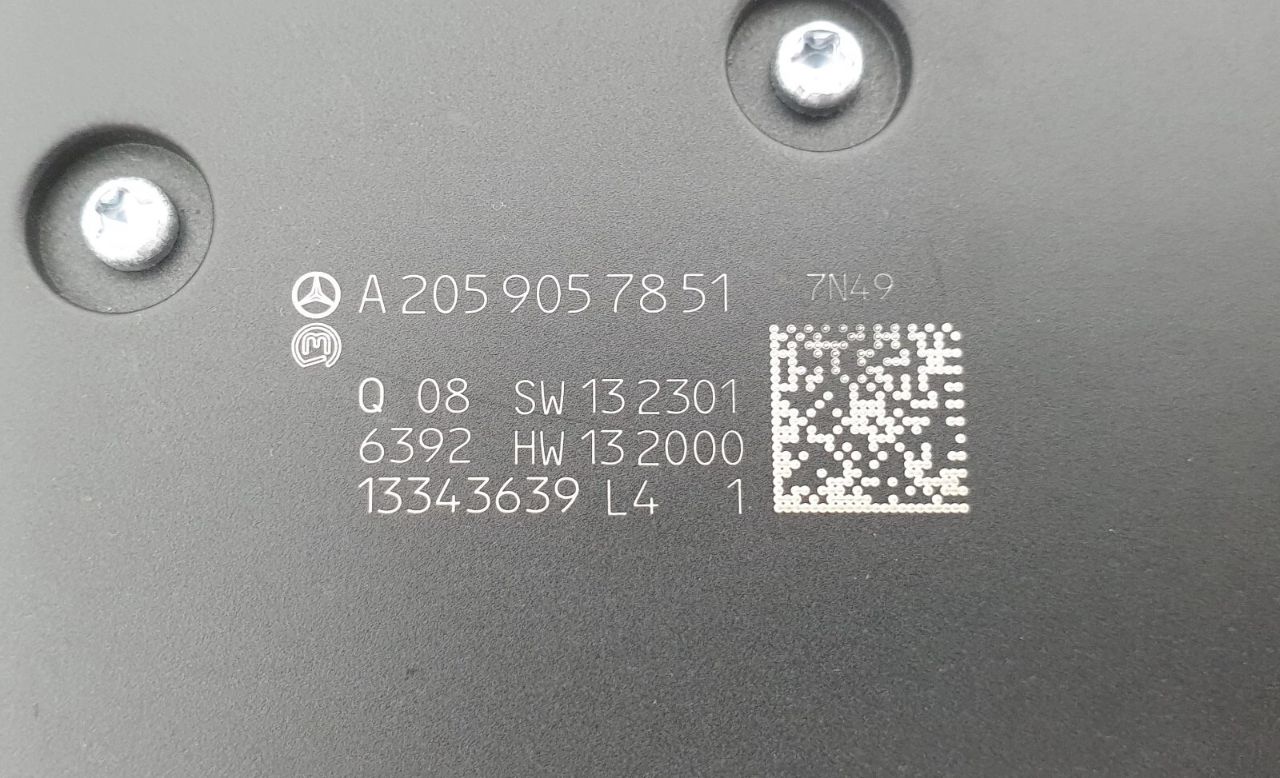 A 205 905 78 51 7N49
Q 08 SW 13 2301
6392 HW 13 2000
13343639 L4 1